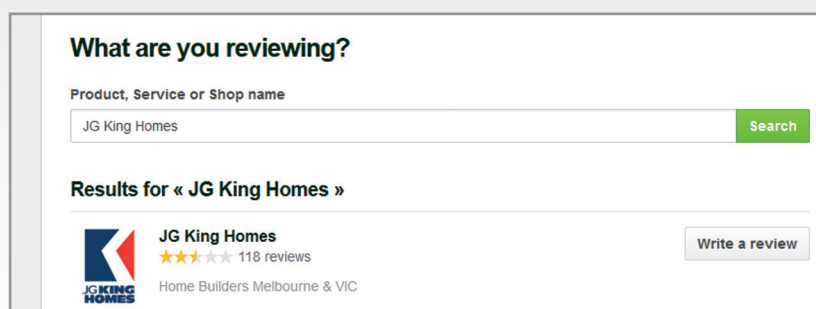 What are you reviewing?
Product, Service or Shop name
JG King Homes
Search
Results for « JG King Homes »
JG King Homes
118 reviews
Write a review
Home Builders Melbourne & VIC
JG KING
HOMES